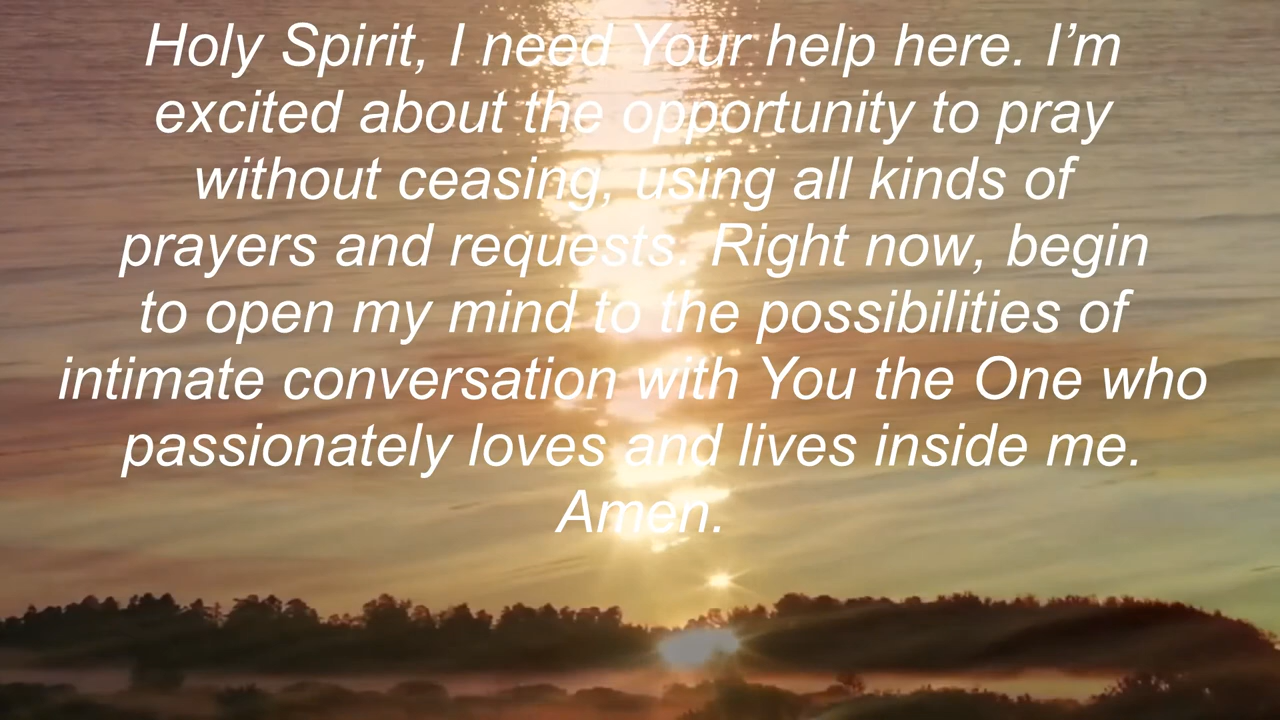 Holy Spirit, I need Your help here. I’m
excited about the opportunity to pray
without ceasing, using all kinds of
prayers and requests. Right now, begin
to open my mind to the possibilities of
intimate conversation with You the One who
passionately loves and lives inside me.
Amen.